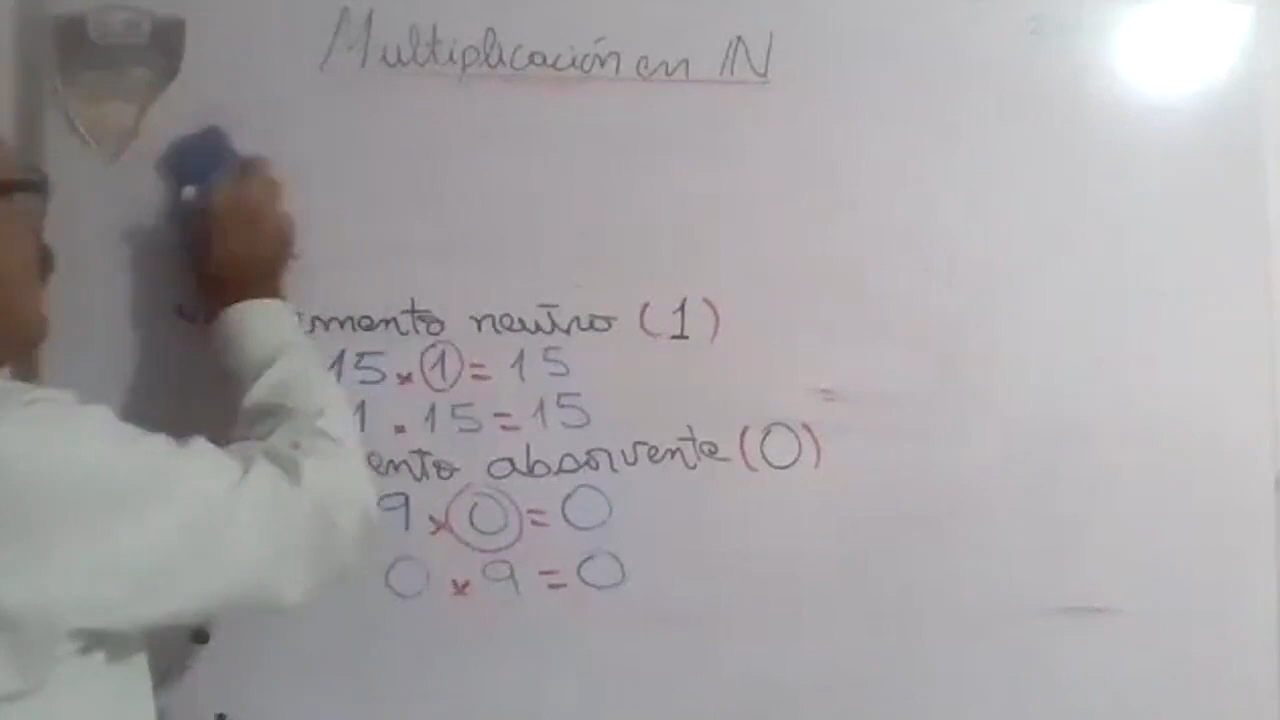 Multiplicación en IN
emento neutro (1)
15 × 1 = 15
1 . 15 = 15
ento absorvente (0)
9 × 0 = 0
0 × 9 = 0